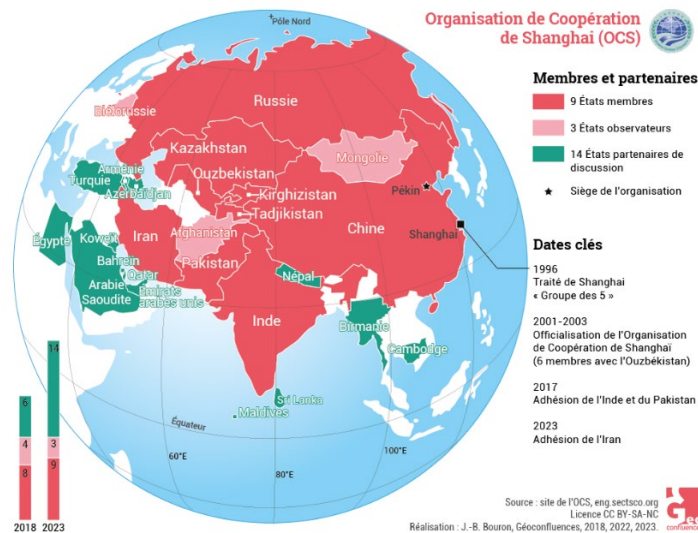 Organisation de Coopération
de Shanghai (OCS)
Pôle Nord
Membres et partenaires
9 États membres
3 États observateurs
14 États partenaires de
discussion
Siège de l'organisation
Biélorussie
Russie
Kazakhstan
Mongolie
Ouzbekistan
Arménie
Turquie
Azerbaïdjan
Kirghizistan
Tadjikistan
Pékin
Chine
Shanghai
Iran
Afghanistan
Pakistan
Égypte
Koweït
Bahrein
Qatar
Arabie
Saoudite
Émirats
arabes unis
Népal
Inde
Birmanie
Cambodge
Sri Lanka
Maldives
Équateur
60°E
80°E
100°E
Dates clés
1996
Traité de Shanghai
« Groupe des 5 »
2001-2003
Officialisation de l'Organisation
de Coopération de Shanghaï
(6 membres avec l'Ouzbékistan)
2017
Adhésion de l'Inde et du Pakistan
2023
Adhésion de l'Iran
6
4
8
2018
14
3
9
2023
Source : site de l'OCS, eng.sectsco.org
Licence CC BY-SA-NC
Réalisation : J.-B. Bouron, Géoconfluences, 2018, 2022, 2023.